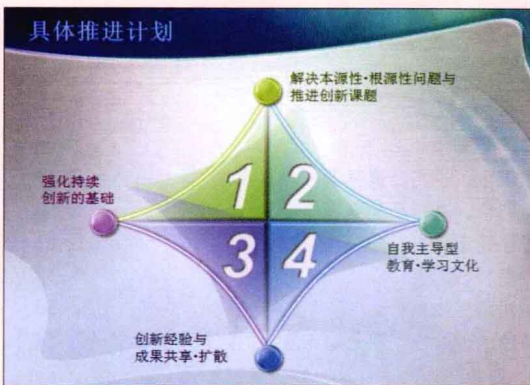 具体推进计划
解决本源性·根源性问题与
推进创新课题
强化持续
创新的基础
1 2
3 4
自我主导型
教育·学习文化
创新经验与
成果共享·扩散